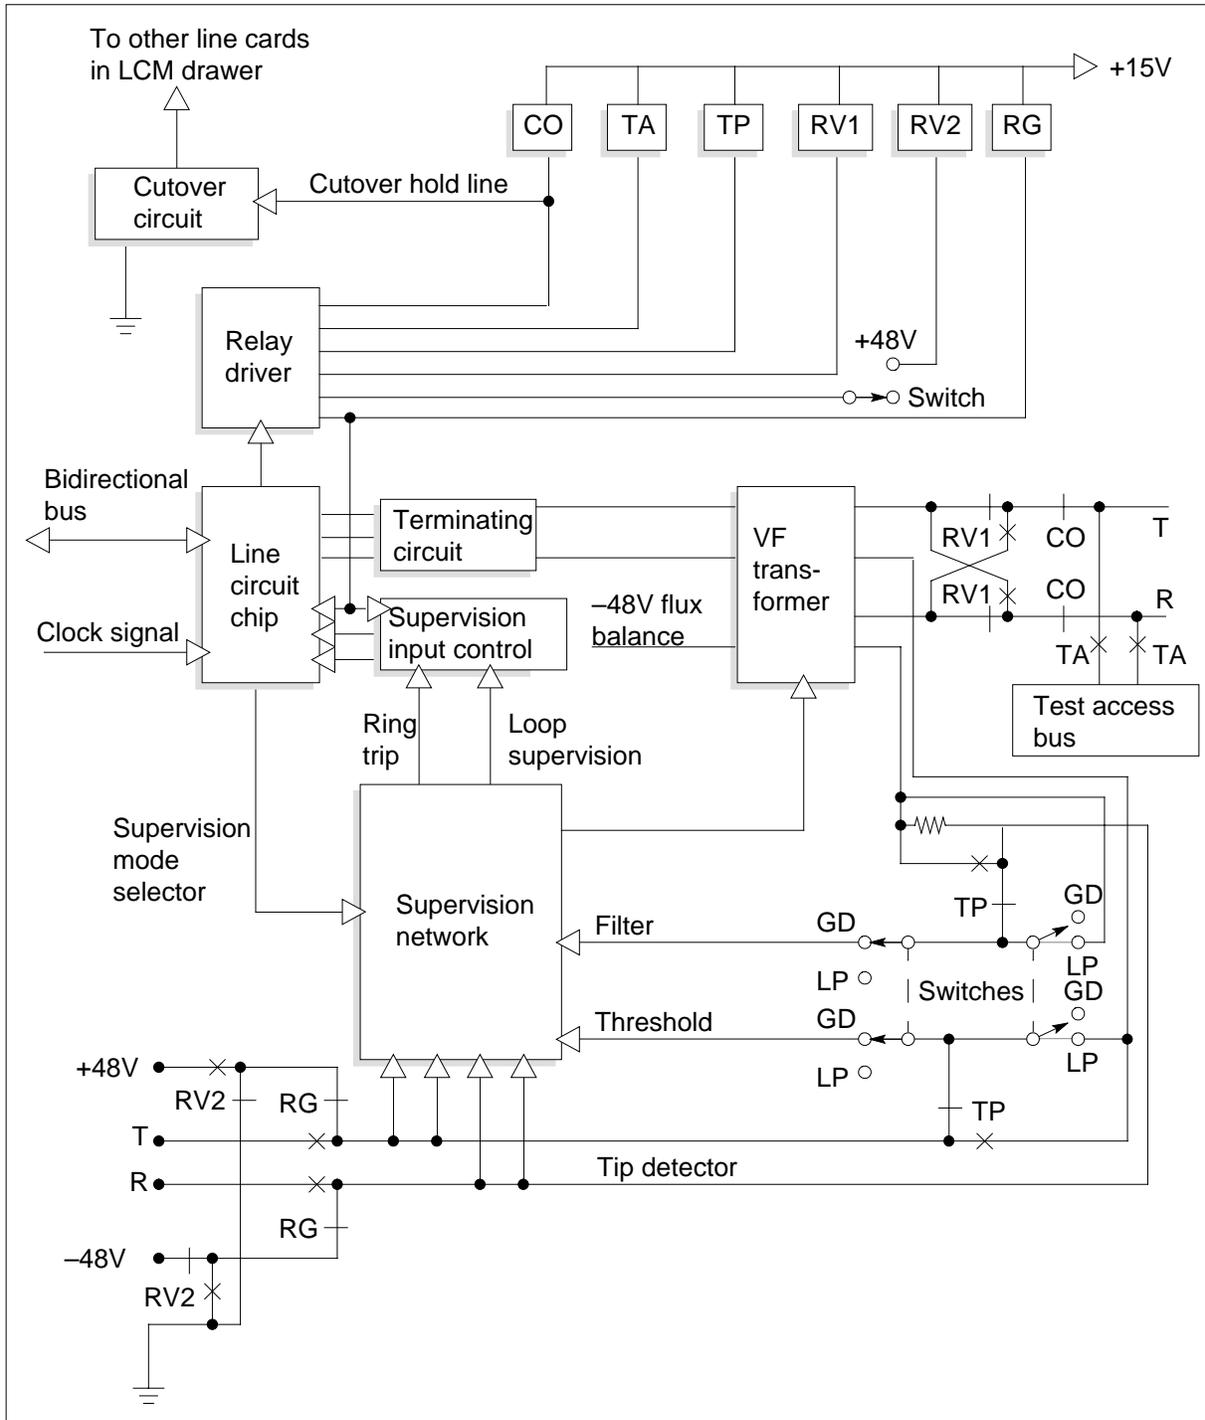 To other line cards
in LCM drawer
+15V
CO
TA
TP
RV1
RV2
RG
Cutover
circuit
Cutover hold line
Relay
driver
+48V
Switch
Bidirectional
bus
Line
circuit
chip
Terminating
circuit
VF
trans-
former
RV1
CO
T
RV1
CO
R
Clock signal
Supervision
input control
–48V flux
balance
TA
TA
Test access
bus
Ring
trip
Loop
supervision
Supervision
mode
selector
Supervision
network
Filter
GD
TP
GD
LP
LP
Switches
GD
Threshold
GD
LP
LP
+48V
RV2
RG
TP
T
R
Tip detector
RG
–48V
RV2